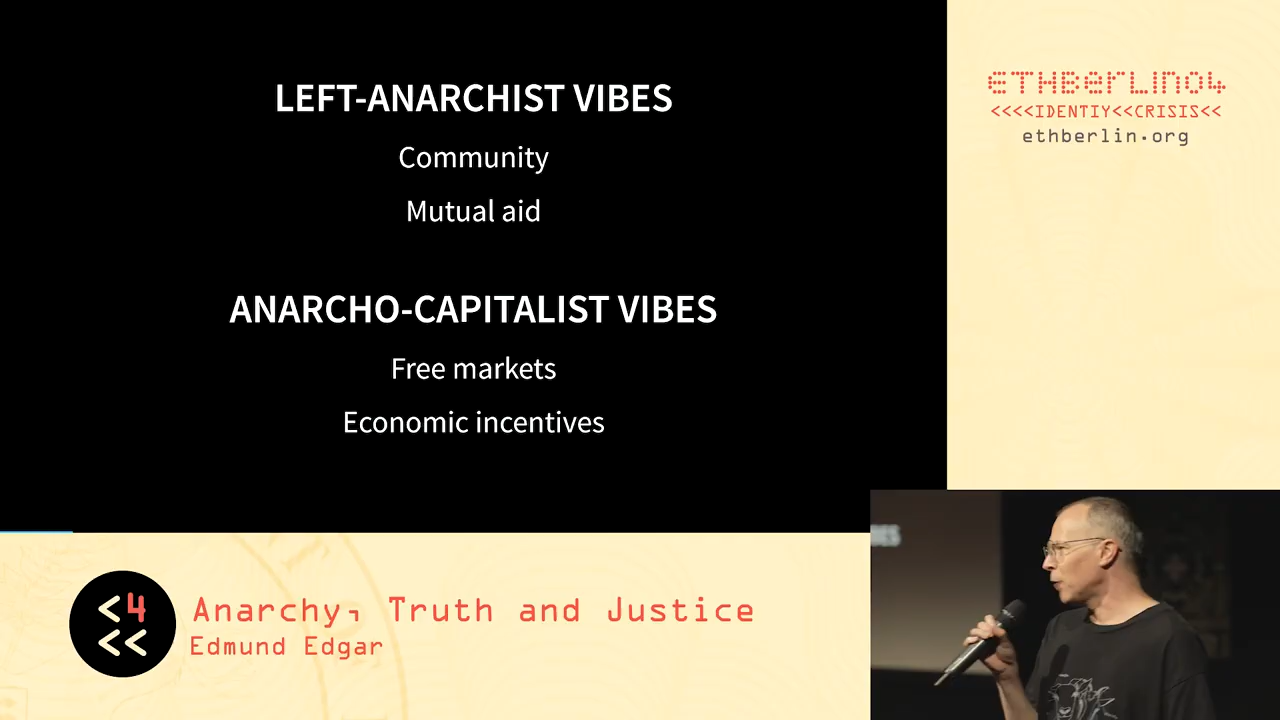 LEFT-ANARCHIST VIBES
Community
Mutual aid
ANARCHO-CAPITALIST VIBES
Free markets
Economic incentives
ETHBerlin04
<<<<IDENTIY<<CRISIS<<
ethberlin.org
<4
<<
Anarchy, Truth and Justice
Edmund Edgar